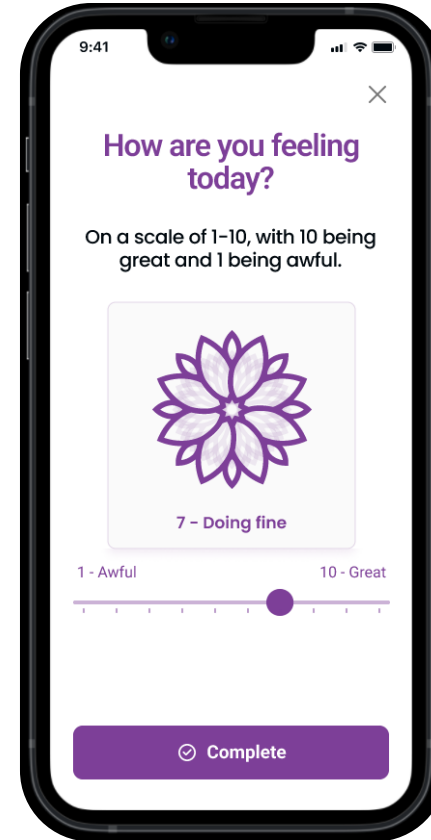 9:41
How are you feeling
today?
On a scale of 1-10, with 10 being
great and 1 being awful.
7 - Doing fine
1 - Awful 10 - Great
Complete